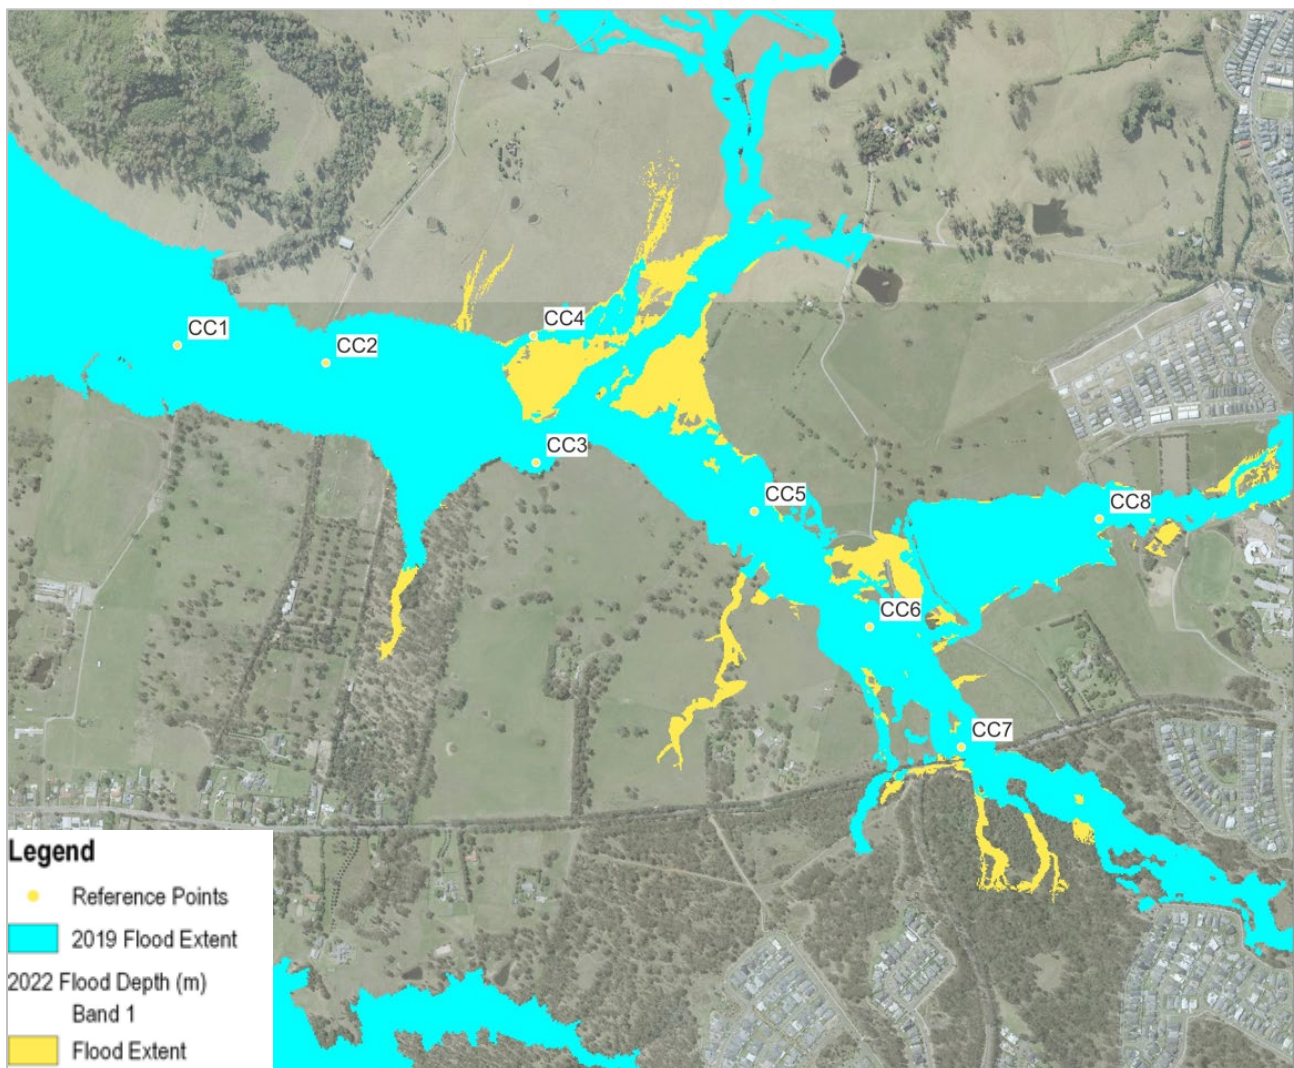 CC4
CC1
CC2
CC3
CC5
CC8
CC6
CC7
Legend
Reference Points
2019 Flood Extent
2022 Flood Depth (m)
Band 1
Flood Extent